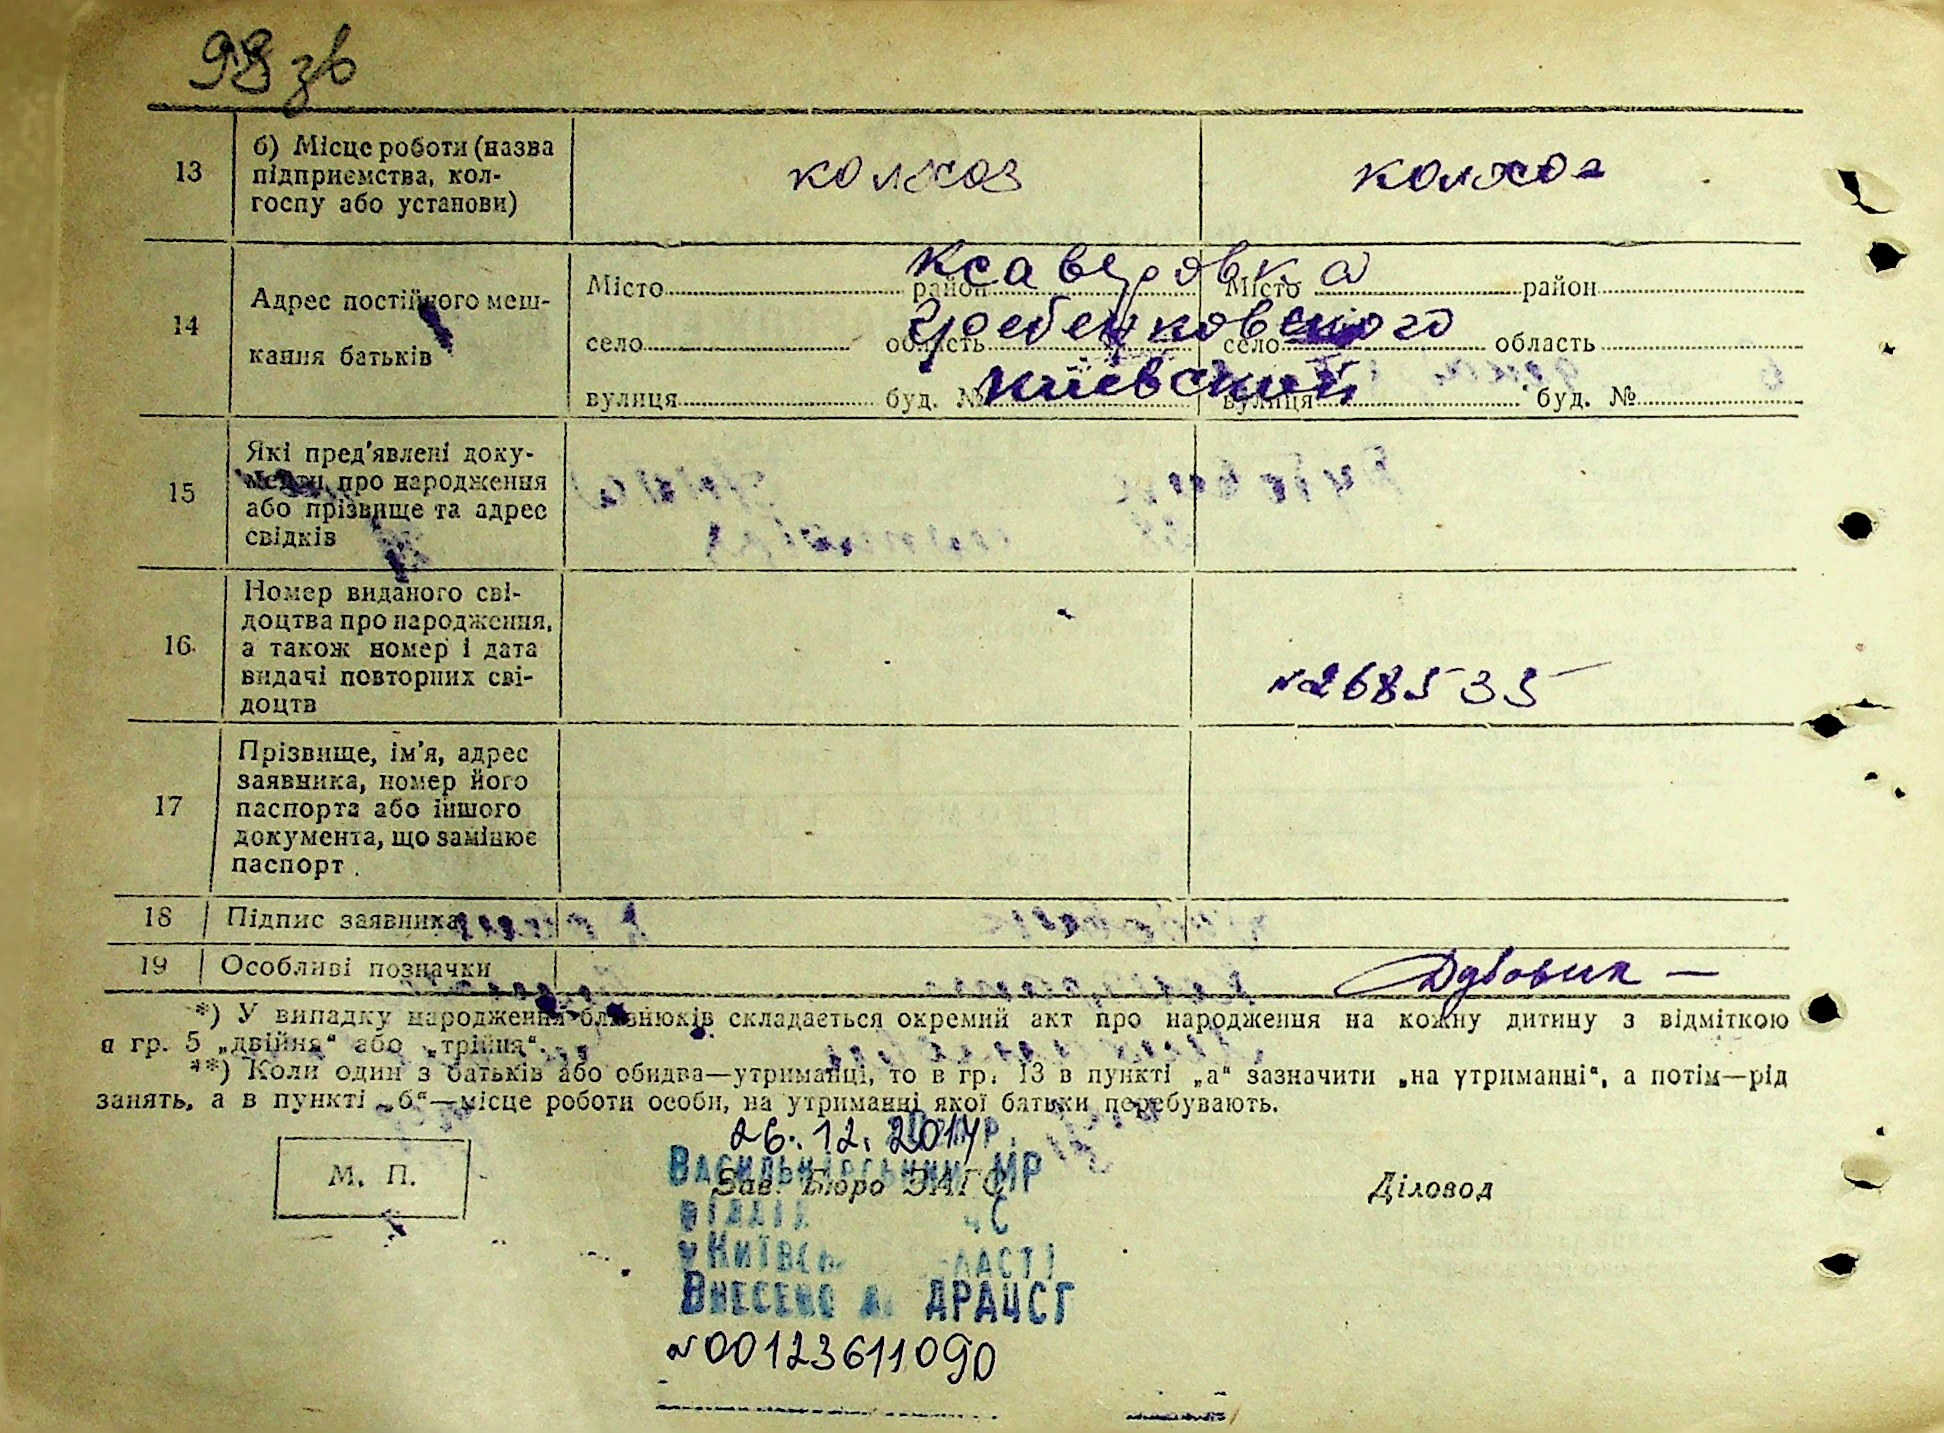 98 зв
13 б) Місце роботи (назва
підприємства, кол-
госпу або установи)
колхоз колхоз
14 Адрес постійного меш-
кання батьків
Місто район Місто район
село область село область
вулиця буд. № вулиця буд. №
Ксаверовка
Гребенковского
Київский
15 Які пред'явлені доку-
менти про народження
або прізвище та адрес
свідків
16 Номер виданого сві-
доцтва про народження,
а також номер і дата
видачі повторних сві-
доцтв
№268535
17 Прізвище, ім'я, адрес
заявника, номер його
паспорта або іншого
документа, що замінює
паспорт.
18 Підпис заявника
19 Особливі позначки
Дубовик
*) У випадку народження близнюків складається окремий акт про народження на кожну дитину з відміткою
в гр. 5 „двійня“ або „трійня“.
**) Коли один з батьків або обидва—утриманці, то в гр. 13 в пункті „а“ зазначити „на утриманні“, а потім—рід
занять, а в пункті „б“—місце роботи особи, на утриманні якої батьки перебувають.
26.12.2014р.
М. П.
Зав. Бюро ЗАГС
Діловод
МР
у
Внесено ДРАЦСГ
№00123611090